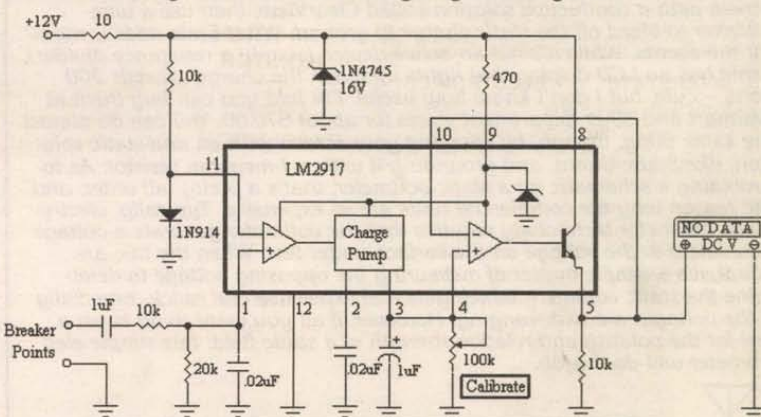 +12V
10
10k
1N4745
16V
470
10
9
8
11
LM2917
1N914
Charge
Pump
NO DATA
⊕ DC V ⊖
1uF
10k
Breaker
Points
1
12
2
3
4
5
20k
.02uF
.02uF
+
1uF
100k
Calibrate
10k